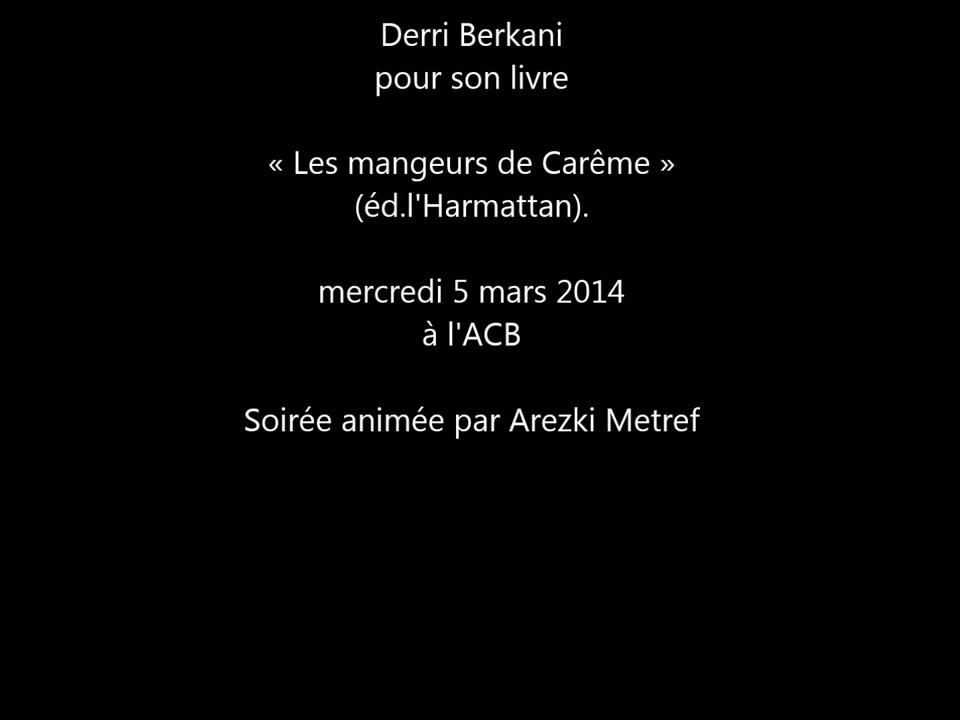 Derri Berkani
pour son livre
« Les mangeurs de Carême »
(éd.l'Harmattan).
mercredi 5 mars 2014
à l'ACB
Soirée animée par Arezki Metref